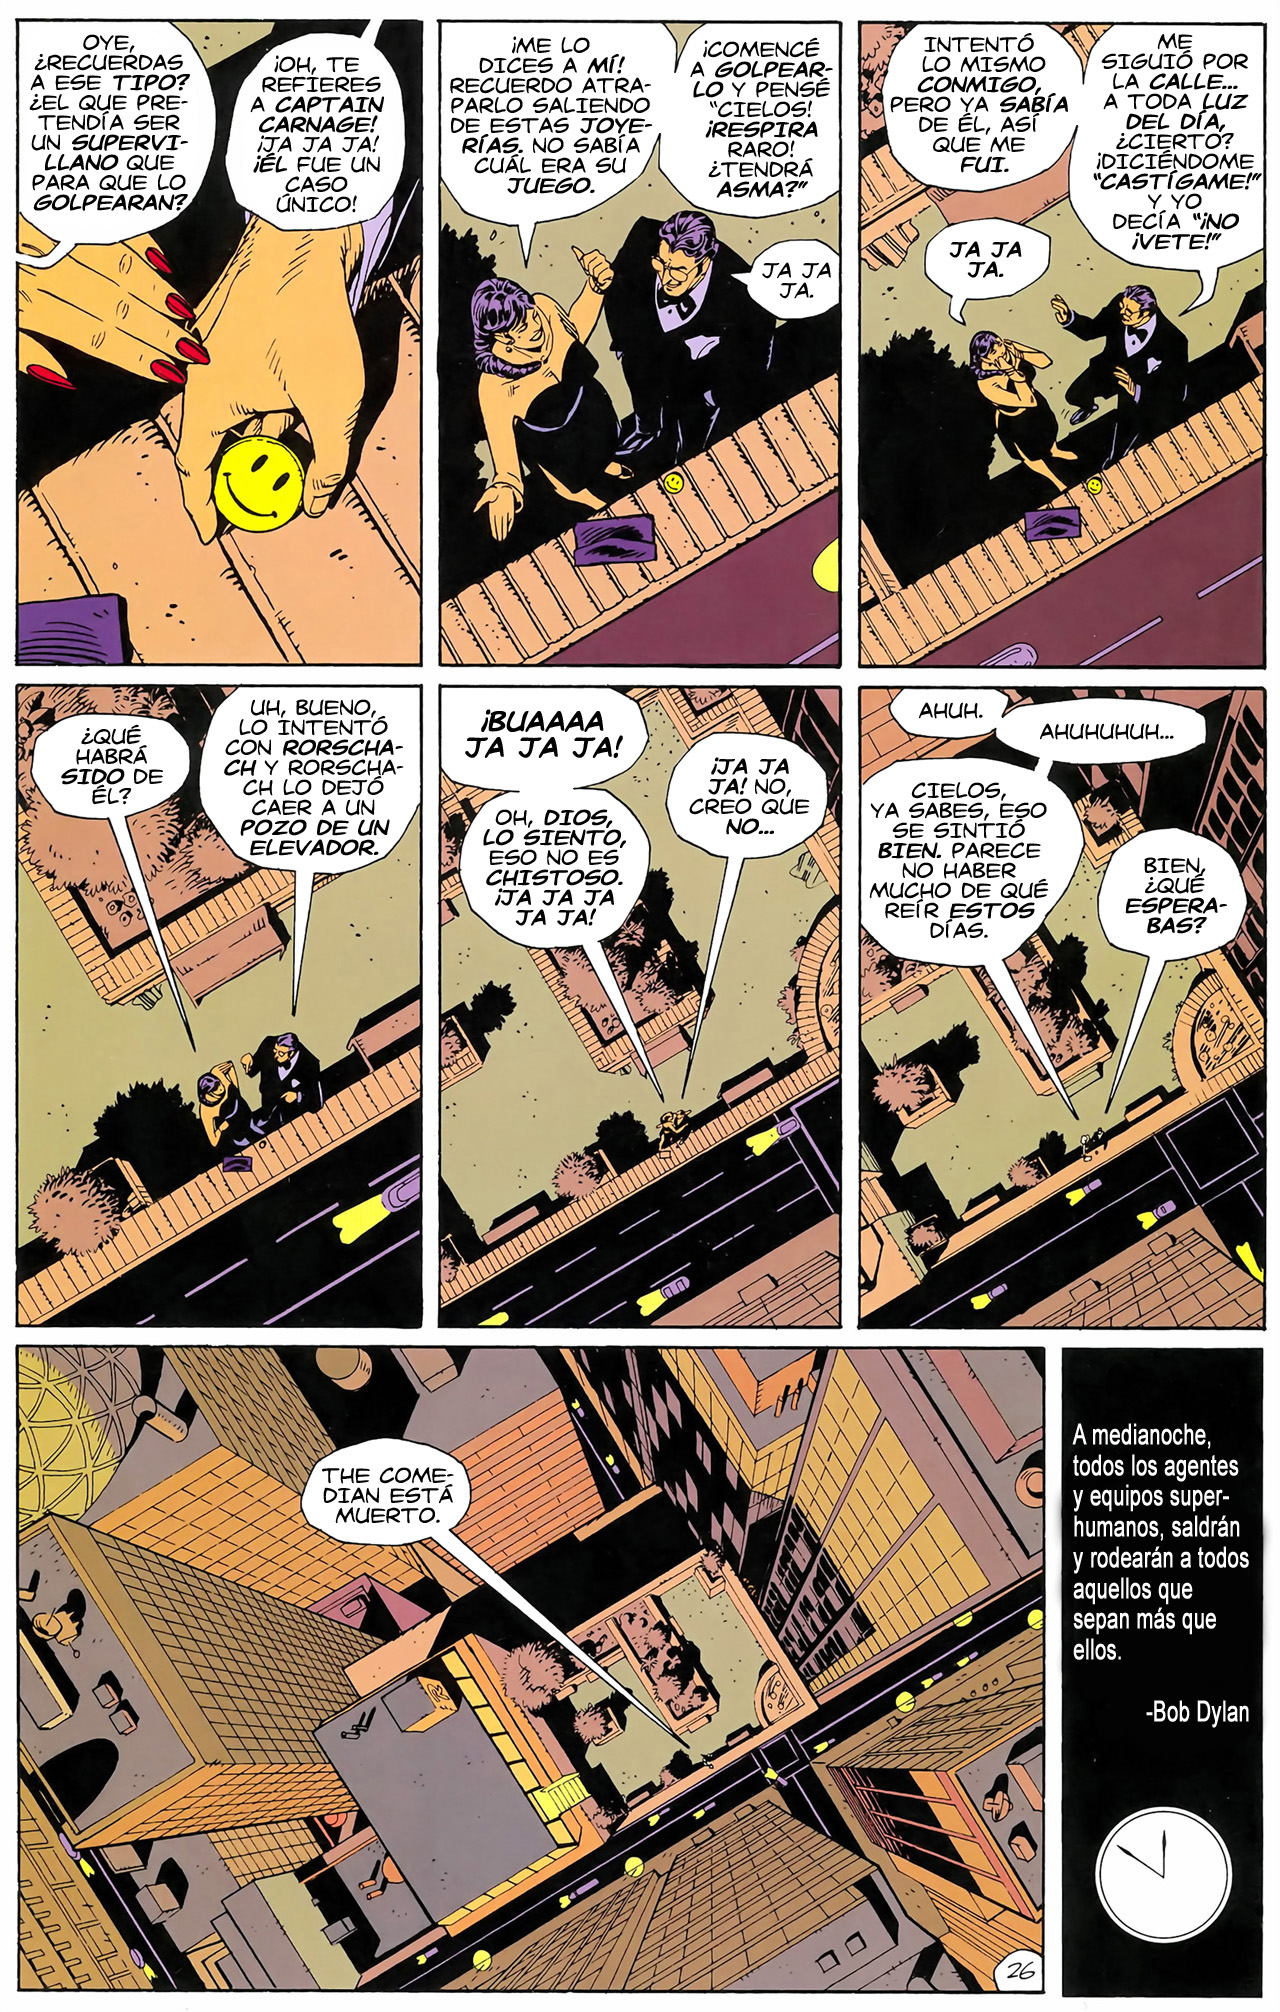 OYE,
¿RECUERDAS
A ESE TIPO?
¿EL QUE PRE-
TENDÍA SER
UN SUPERVI-
LLANO QUE
PARA QUE LO
GOLPEARAN?
¡OH, TE
REFIERES
A CAPTAIN
CARNAGE!
¡JA JA JA!
¡ÉL FUE UN
CASO
ÚNICO!
¡ME LO
DICES A MÍ!
RECUERDO ATRA-
PARLO SALIENDO
DE ESTAS JOYE-
RÍAS. NO SABÍA
CUÁL ERA SU
JUEGO.
¡COMENCÉ
A GOLPEAR-
LO Y PENSÉ
"CIELOS!
¡RESPIRA
RARO!
¿TENDRÁ
ASMA?"
JA JA
JA.
INTENTÓ
LO MISMO
CONMIGO,
PERO YA SABÍA
DE ÉL, ASÍ
QUE ME
FUI.
ME
SIGUIÓ POR
LA CALLE...
A TODA LUZ
DEL DÍA,
¿CIERTO?
¡DICIÉNDOME
"CASTÍGAME!"
Y YO
DECÍA "¡NO
¡VETE!"
JA JA
JA.
¿QUÉ
HABRÁ
SIDO DE
ÉL?
UH, BUENO,
LO INTENTÓ
CON RORSCHA-
CH Y RORSCHA-
CH LO DEJÓ
CAER A UN
POZO DE UN
ELEVADOR.
¡BUAAAA
JA JA JA!
OH, DIOS,
LO SIENTO,
ESO NO ES
CHISTOSO.
¡JA JA JA
JA JA!
¡JA JA
JA! NO,
CREO QUE
NO...
AHUH.
AHUHUHUH...
CIELOS,
YA SABES, ESO
SE SINTIÓ
BIEN. PARECE
NO HABER
MUCHO DE QUÉ
REÍR ESTOS
DÍAS.
BIEN,
¿QUÉ
ESPERA-
BAS?
THE COME-
DIAN ESTÁ
MUERTO.
A medianoche,
todos los agentes
y equipos super-
humanos, saldrán
y rodearán a todos
aquellos que
sepan más que
ellos.
-Bob Dylan
26